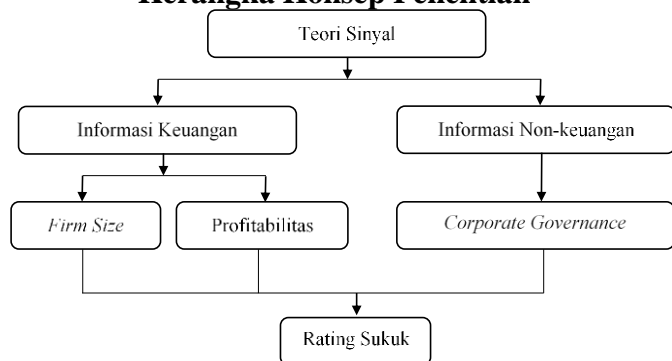 Kerangka Konsep Penelitian
Teori Sinyal
Informasi Keuangan
Informasi Non-keuangan
Firm Size
Profitabilitas
Corporate Governance
Rating Sukuk